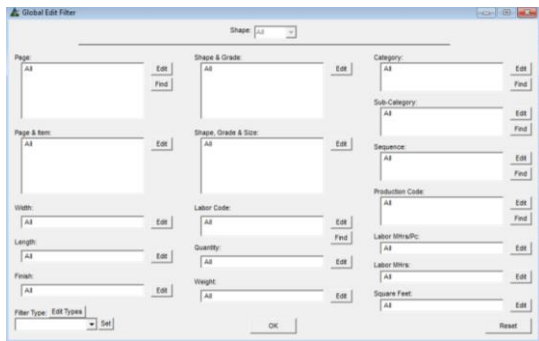 Global Edit Filter
Shape: All
Page: Shape & Grade: Category:
All Edit All Edit All Edit
Find Find
Sub-Category:
All Edit
Page & Item: Shape, Grade & Size: Find
All Edit All Edit Sequence:
All Edit
Find
Production Code:
Width: Labor Code: All Edit
All Edit All Edit Find
Length: Find Labor MHrs/Pc:
All Edit Quantity: All Edit
All Edit Labor MHrs:
Finish: Weight: All Edit
All Edit All Edit Square Feet:
Filter Type: Edit Types All Edit
Set OK Reset